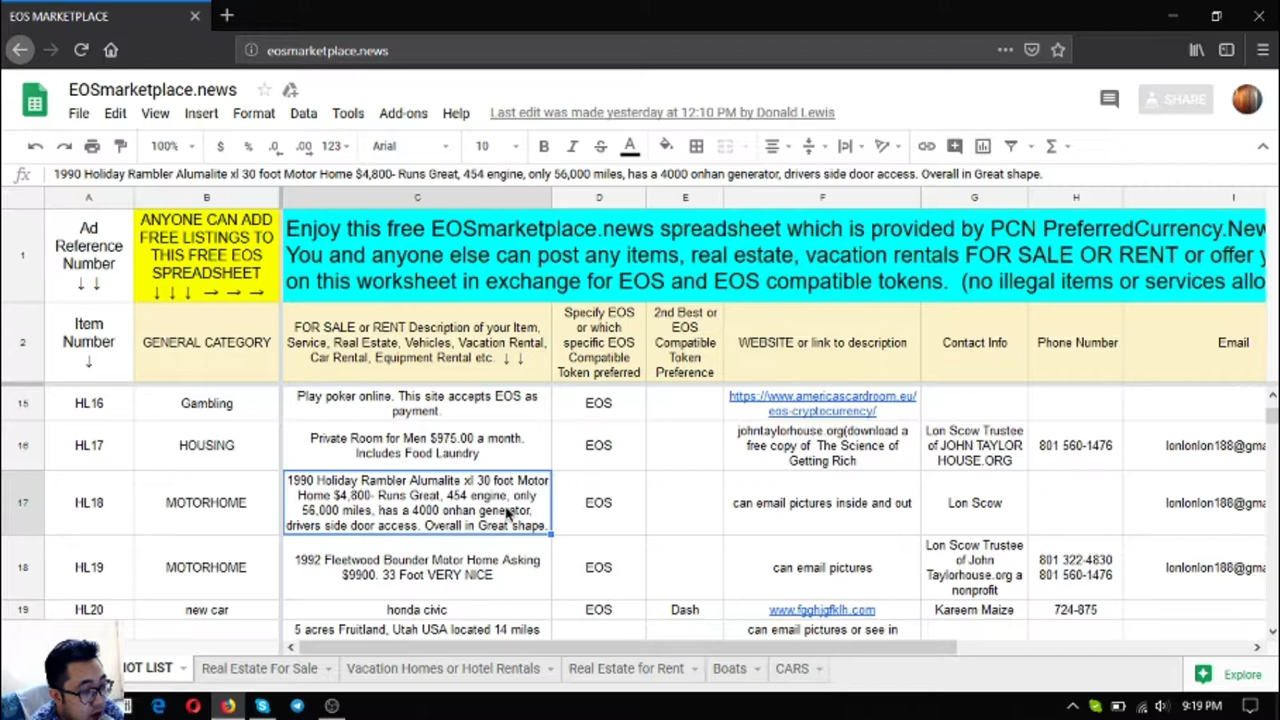 EOS MARKETPLACE
eosmarketplace.news
EOSmarketplace.news
File Edit View Insert Format Data Tools Add-ons Help Last edit was made yesterday at 12:10 PM by Donald Lewis
SHARE
100% $ % .0 .00 123 Arial 10 B I S A
fx 1990 Holiday Rambler Alumalite xl 30 foot Motor Home $4,800- Runs Great, 454 engine, only 56,000 miles, has a 4000 onhan generator, drivers side door access. Overall in Great shape.
A B C D E F G H I
1
Ad
Reference
Number
↓ ↓
ANYONE CAN ADD
FREE LISTINGS TO
THIS FREE EOS
SPREADSHEET
↓ ↓ ↓ → → →
Enjoy this free EOSmarketplace.news spreadsheet which is provided by PCN PreferredCurrency.New
You and anyone else can post any items, real estate, vacation rentals FOR SALE OR RENT or offer y
on this worksheet in exchange for EOS and EOS compatible tokens. (no illegal items or services allo
2
Item
Number
↓
GENERAL CATEGORY
FOR SALE or RENT Description of your Item,
Service, Real Estate, Vehicles, Vacation Rental,
Car Rental, Equipment Rental etc. ↓ ↓
Specify EOS
or which
specific EOS
Compatible
Token preferred
2nd Best or
EOS
Compatible
Token
Preference
WEBSITE or link to description
Contact Info
Phone Number
Email
15
HL16
Gambling
Play poker online. This site accepts EOS as
payment.
EOS
https://www.americascardroom.eu/
eos-cryptocurrency/
16
HL17
HOUSING
Private Room for Men $975.00 a month.
Includes Food Laundry
EOS
johntaylorhouse.org(download a
free copy of The Science of
Getting Rich
Lon Scow Trustee
of JOHN TAYLOR
HOUSE.ORG
801 560-1476
lonlonlon188@gma
17
HL18
MOTORHOME
1990 Holiday Rambler Alumalite xl 30 foot Motor
Home $4,800- Runs Great, 454 engine, only
56,000 miles, has a 4000 onhan generator,
drivers side door access. Overall in Great shape.
EOS
can email pictures inside and out
Lon Scow
18
HL19
MOTORHOME
1992 Fleetwood Bounder Motor Home Asking
$9900. 33 Foot VERY NICE
EOS
can email pictures
Lon Scow Trustee
of John
Taylorhouse.org a
nonprofit
801 322-4830
801 560-1476
lonlonlon188@gma
19
HL20
new car
honda civic
EOS
Dash
www.fgghjgfklh.com
Kareem Maize
724-875
5 acres Fruitland, Utah USA located 14 miles
can email pictures or see in
HOT LIST Real Estate For Sale Vacation Homes or Hotel Rentals Real Estate for Rent Boats CARS Explore
9:19 PM